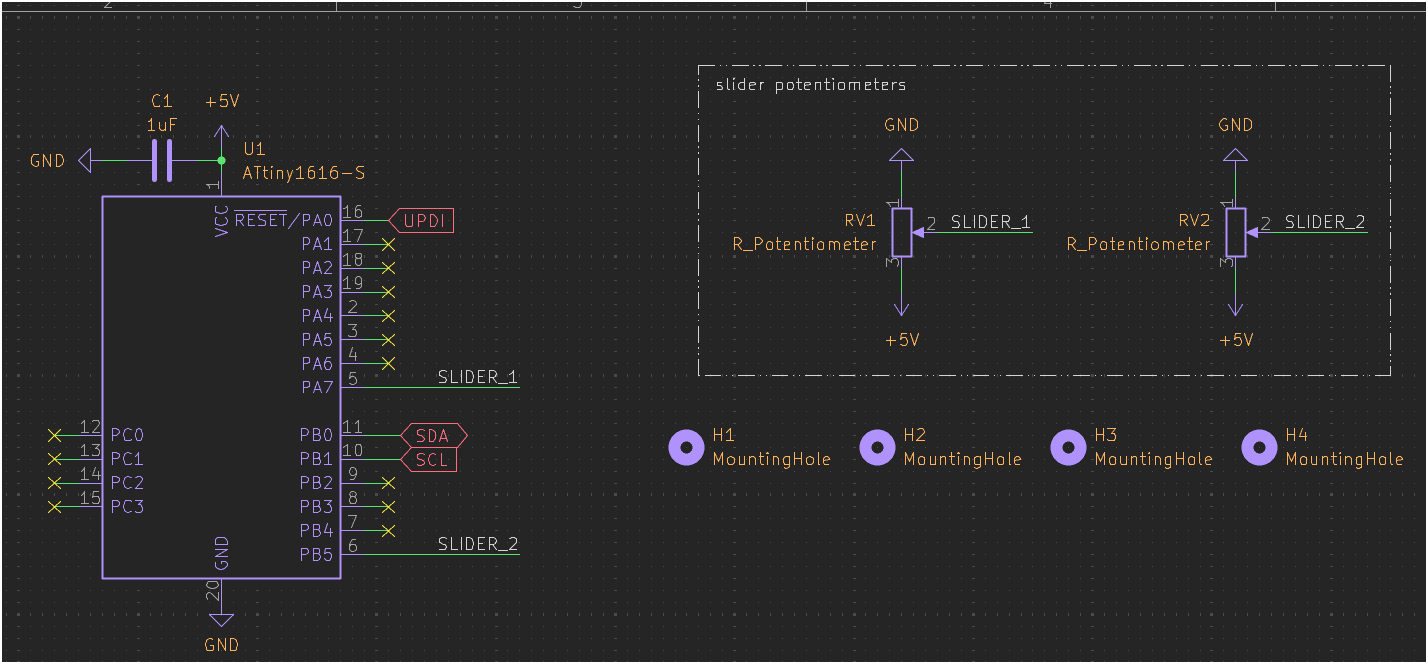 2
3
4
C1
1uF
+5V
GND
U1
ATtiny1616-S
1
VCC
RESET/PA0
16
UPDI
PA1
17
PA2
18
PA3
19
PA4
2
PA5
3
PA6
4
PA7
5
SLIDER_1
12
PC0
13
PC1
14
PC2
15
PC3
PB0
11
SDA
PB1
10
SCL
PB2
9
PB3
8
PB4
7
PB5
6
SLIDER_2
GND
20
GND
slider potentiometers
GND
1
RV1
R_Potentiometer
2
SLIDER_1
3
+5V
GND
1
RV2
R_Potentiometer
2
SLIDER_2
3
+5V
H1
MountingHole
H2
MountingHole
H3
MountingHole
H4
MountingHole